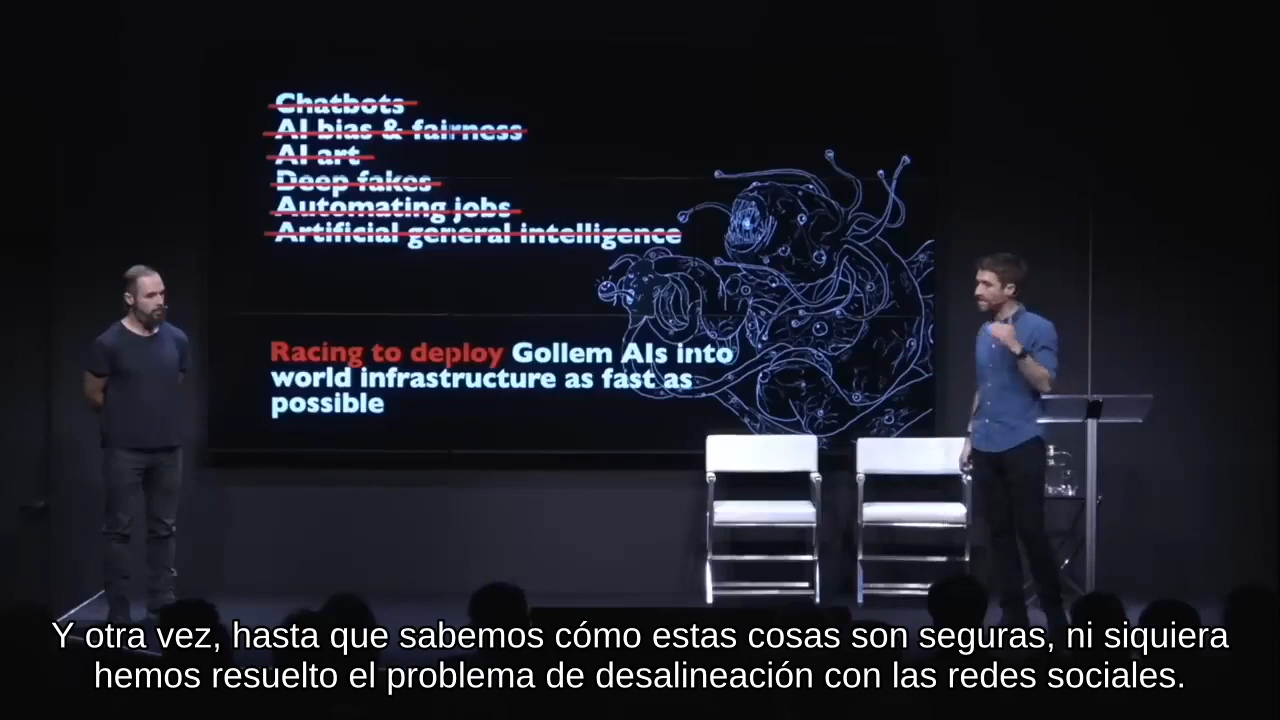 Chatbots
AI bias & fairness
AI art
Deep fakes
Automating jobs
Artificial general intelligence
Racing to deploy Gollem AIs into
world infrastructure as fast as
possible
Y otra vez, hasta que sabemos cómo estas cosas son seguras, ni siquiera
hemos resuelto el problema de desalineación con las redes sociales.